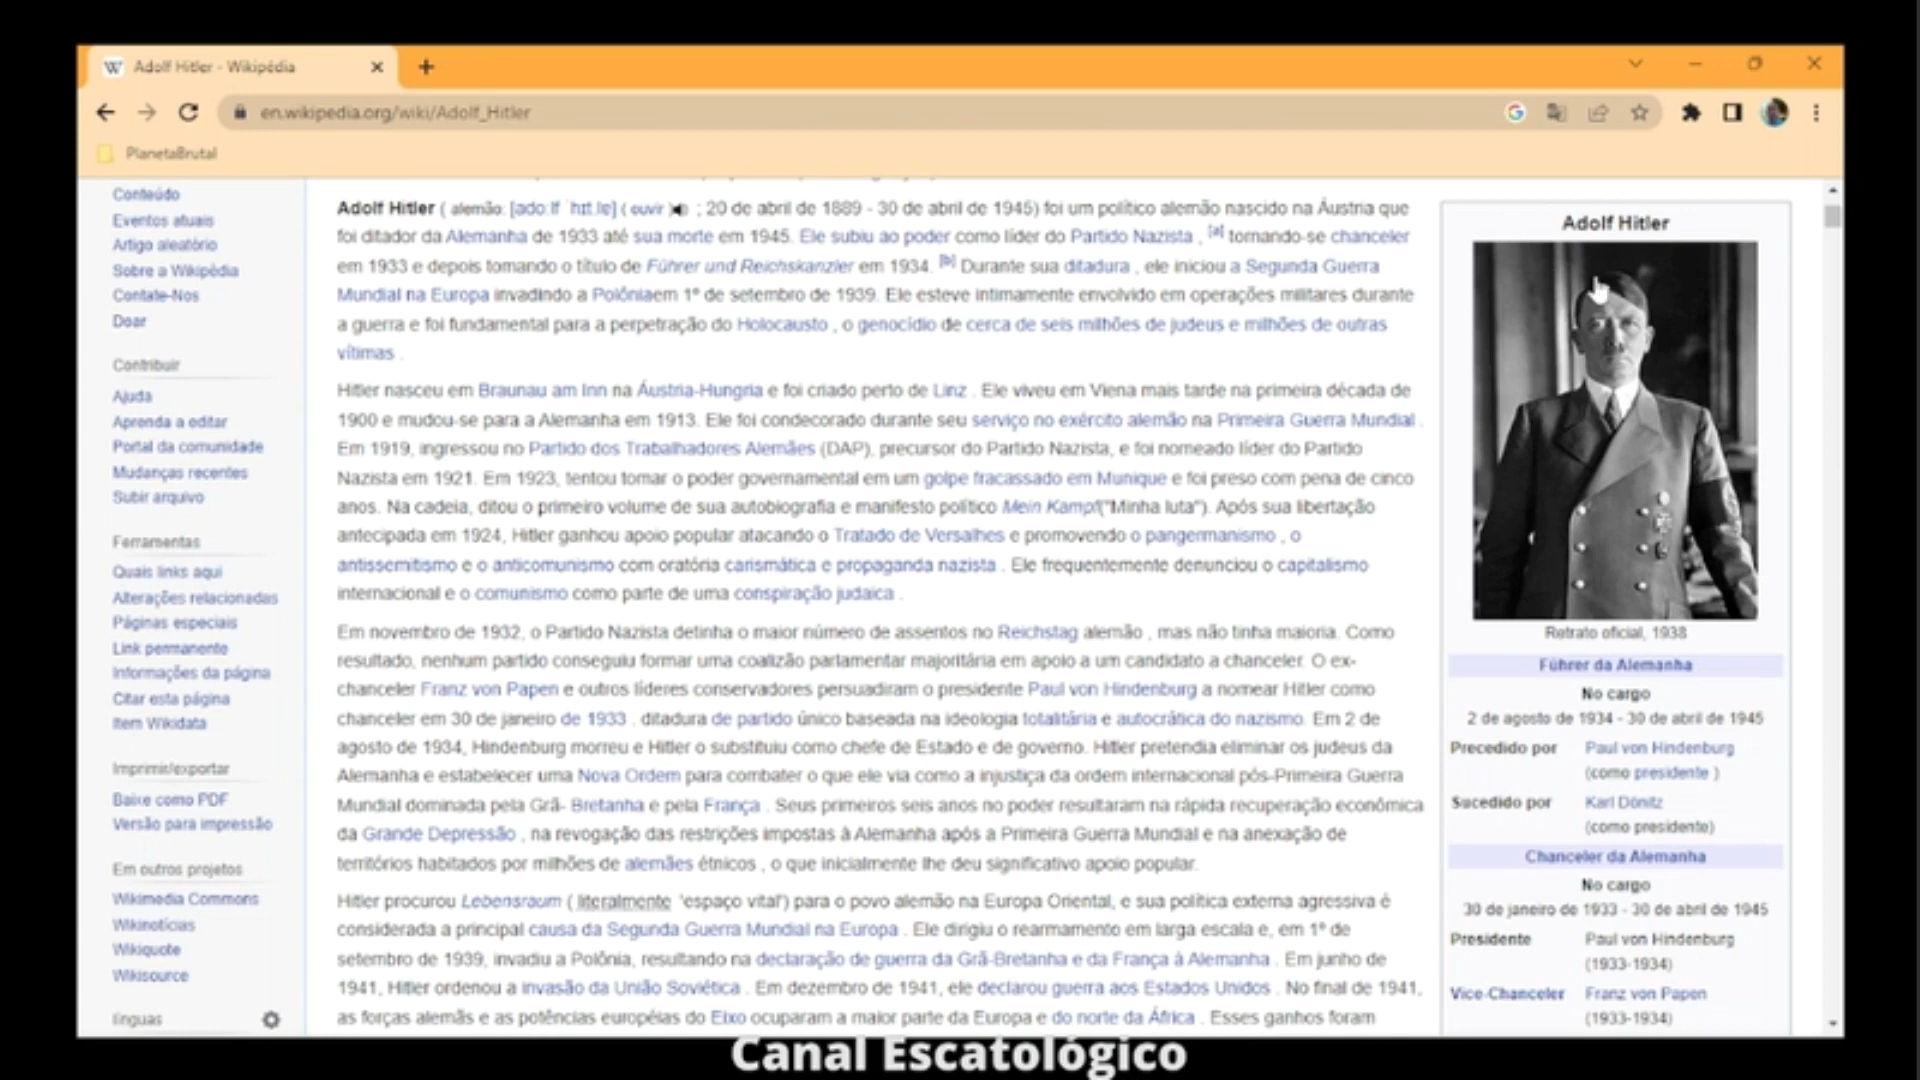 Adolf Hitler - Wikipédia
en.wikipedia.org/wiki/Adolf_Hitler
PlanetaBrutal
Conteúdo
Eventos atuais
Artigo aleatório
Sobre a Wikipédia
Contate-Nos
Doar
Contribuir
Ajuda
Aprenda a editar
Portal da comunidade
Mudanças recentes
Subir arquivo
Ferramentas
Quais links aqui
Alterações relacionadas
Páginas especiais
Link permanente
Informações da página
Citar esta página
Item Wikidata
Imprimir/exportar
Baixe como PDF
Versão para impressão
Em outros projetos
Wikimedia Commons
Wikinotícias
Wikiquote
Wikisource
línguas
Adolf Hitler ( alemão: [ˈadɔlf ˈhɪtlɐ] ( ouvir ) ; 20 de abril de 1889 - 30 de abril de 1945) foi um político alemão nascido na Áustria que
foi ditador da Alemanha de 1933 até sua morte em 1945. Ele subiu ao poder como líder do Partido Nazista , [a] tornando-se chanceler
em 1933 e depois tomando o título de Führer und Reichskanzler em 1934. [b] Durante sua ditadura , ele iniciou a Segunda Guerra
Mundial na Europa invadindo a Polôniaem 1º de setembro de 1939. Ele esteve intimamente envolvido em operações militares durante
a guerra e foi fundamental para a perpetração do Holocausto , o genocídio de cerca de seis milhões de judeus e milhões de outras
vítimas .
Hitler nasceu em Braunau am Inn na Áustria-Hungria e foi criado perto de Linz . Ele viveu em Viena mais tarde na primeira década de
1900 e mudou-se para a Alemanha em 1913. Ele foi condecorado durante seu serviço no exército alemão na Primeira Guerra Mundial .
Em 1919, ingressou no Partido dos Trabalhadores Alemães (DAP), precursor do Partido Nazista, e foi nomeado líder do Partido
Nazista em 1921. Em 1923, tentou tomar o poder governamental em um golpe fracassado em Munique e foi preso com pena de cinco
anos. Na cadeia, ditou o primeiro volume de sua autobiografia e manifesto político Mein Kampf("Minha luta"). Após sua libertação
antecipada em 1924, Hitler ganhou apoio popular atacando o Tratado de Versalhes e promovendo o pangermanismo , o
antissemitismo e o anticomunismo com oratória carismática e propaganda nazista . Ele frequentemente denunciou o capitalismo
internacional e o comunismo como parte de uma conspiração judaica .
Em novembro de 1932, o Partido Nazista detinha o maior número de assentos no Reichstag alemão , mas não tinha maioria. Como
resultado, nenhum partido conseguiu formar uma coalizão parlamentar majoritária em apoio a um candidato a chanceler. O ex-
chanceler Franz von Papen e outros líderes conservadores persuadiram o presidente Paul von Hindenburg a nomear Hitler como
chanceler em 30 de janeiro de 1933 . ditadura de partido único baseada na ideologia totalitária e autocrática do nazismo. Em 2 de
agosto de 1934, Hindenburg morreu e Hitler o substituiu como chefe de Estado e de governo. Hitler pretendia eliminar os judeus da
Alemanha e estabelecer uma Nova Ordem para combater o que ele via como a injustiça da ordem internacional pós-Primeira Guerra
Mundial dominada pela Grã- Bretanha e pela França . Seus primeiros seis anos no poder resultaram na rápida recuperação econômica
da Grande Depressão , na revogação das restrições impostas à Alemanha após a Primeira Guerra Mundial e na anexação de
territórios habitados por milhões de alemães étnicos , o que inicialmente lhe deu significativo apoio popular.
Hitler procurou Lebensraum ( literalmente 'espaço vital') para o povo alemão na Europa Oriental, e sua política externa agressiva é
considerada a principal causa da Segunda Guerra Mundial na Europa . Ele dirigiu o rearmamento em larga escala e, em 1º de
setembro de 1939, invadiu a Polônia, resultando na declaração de guerra da Grã-Bretanha e da França à Alemanha . Em junho de
1941, Hitler ordenou a invasão da União Soviética . Em dezembro de 1941, ele declarou guerra aos Estados Unidos . No final de 1941,
as forças alemãs e as potências européias do Eixo ocuparam a maior parte da Europa e do norte da África . Esses ganhos foram
Adolf Hitler
Retrato oficial, 1938
Führer da Alemanha
No cargo
2 de agosto de 1934 - 30 de abril de 1945
Precedido por Paul von Hindenburg
(como presidente )
Sucedido por Karl Dönitz
(como presidente)
Chanceler da Alemanha
No cargo
30 de janeiro de 1933 - 30 de abril de 1945
Presidente Paul von Hindenburg
(1933-1934)
Vice-Chanceler Franz von Papen
(1933-1934)
Canal Escatológico